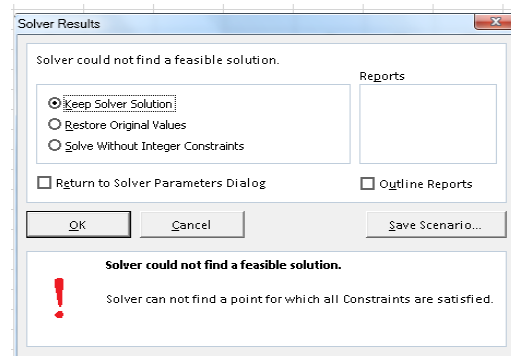 Solver Results
Solver could not find a feasible solution.
Reports
Keep Solver Solution
Restore Original Values
Solve Without Integer Constraints
Return to Solver Parameters Dialog
Outline Reports
OK
Cancel
Save Scenario...
Solver could not find a feasible solution.
Solver can not find a point for which all Constraints are satisfied.